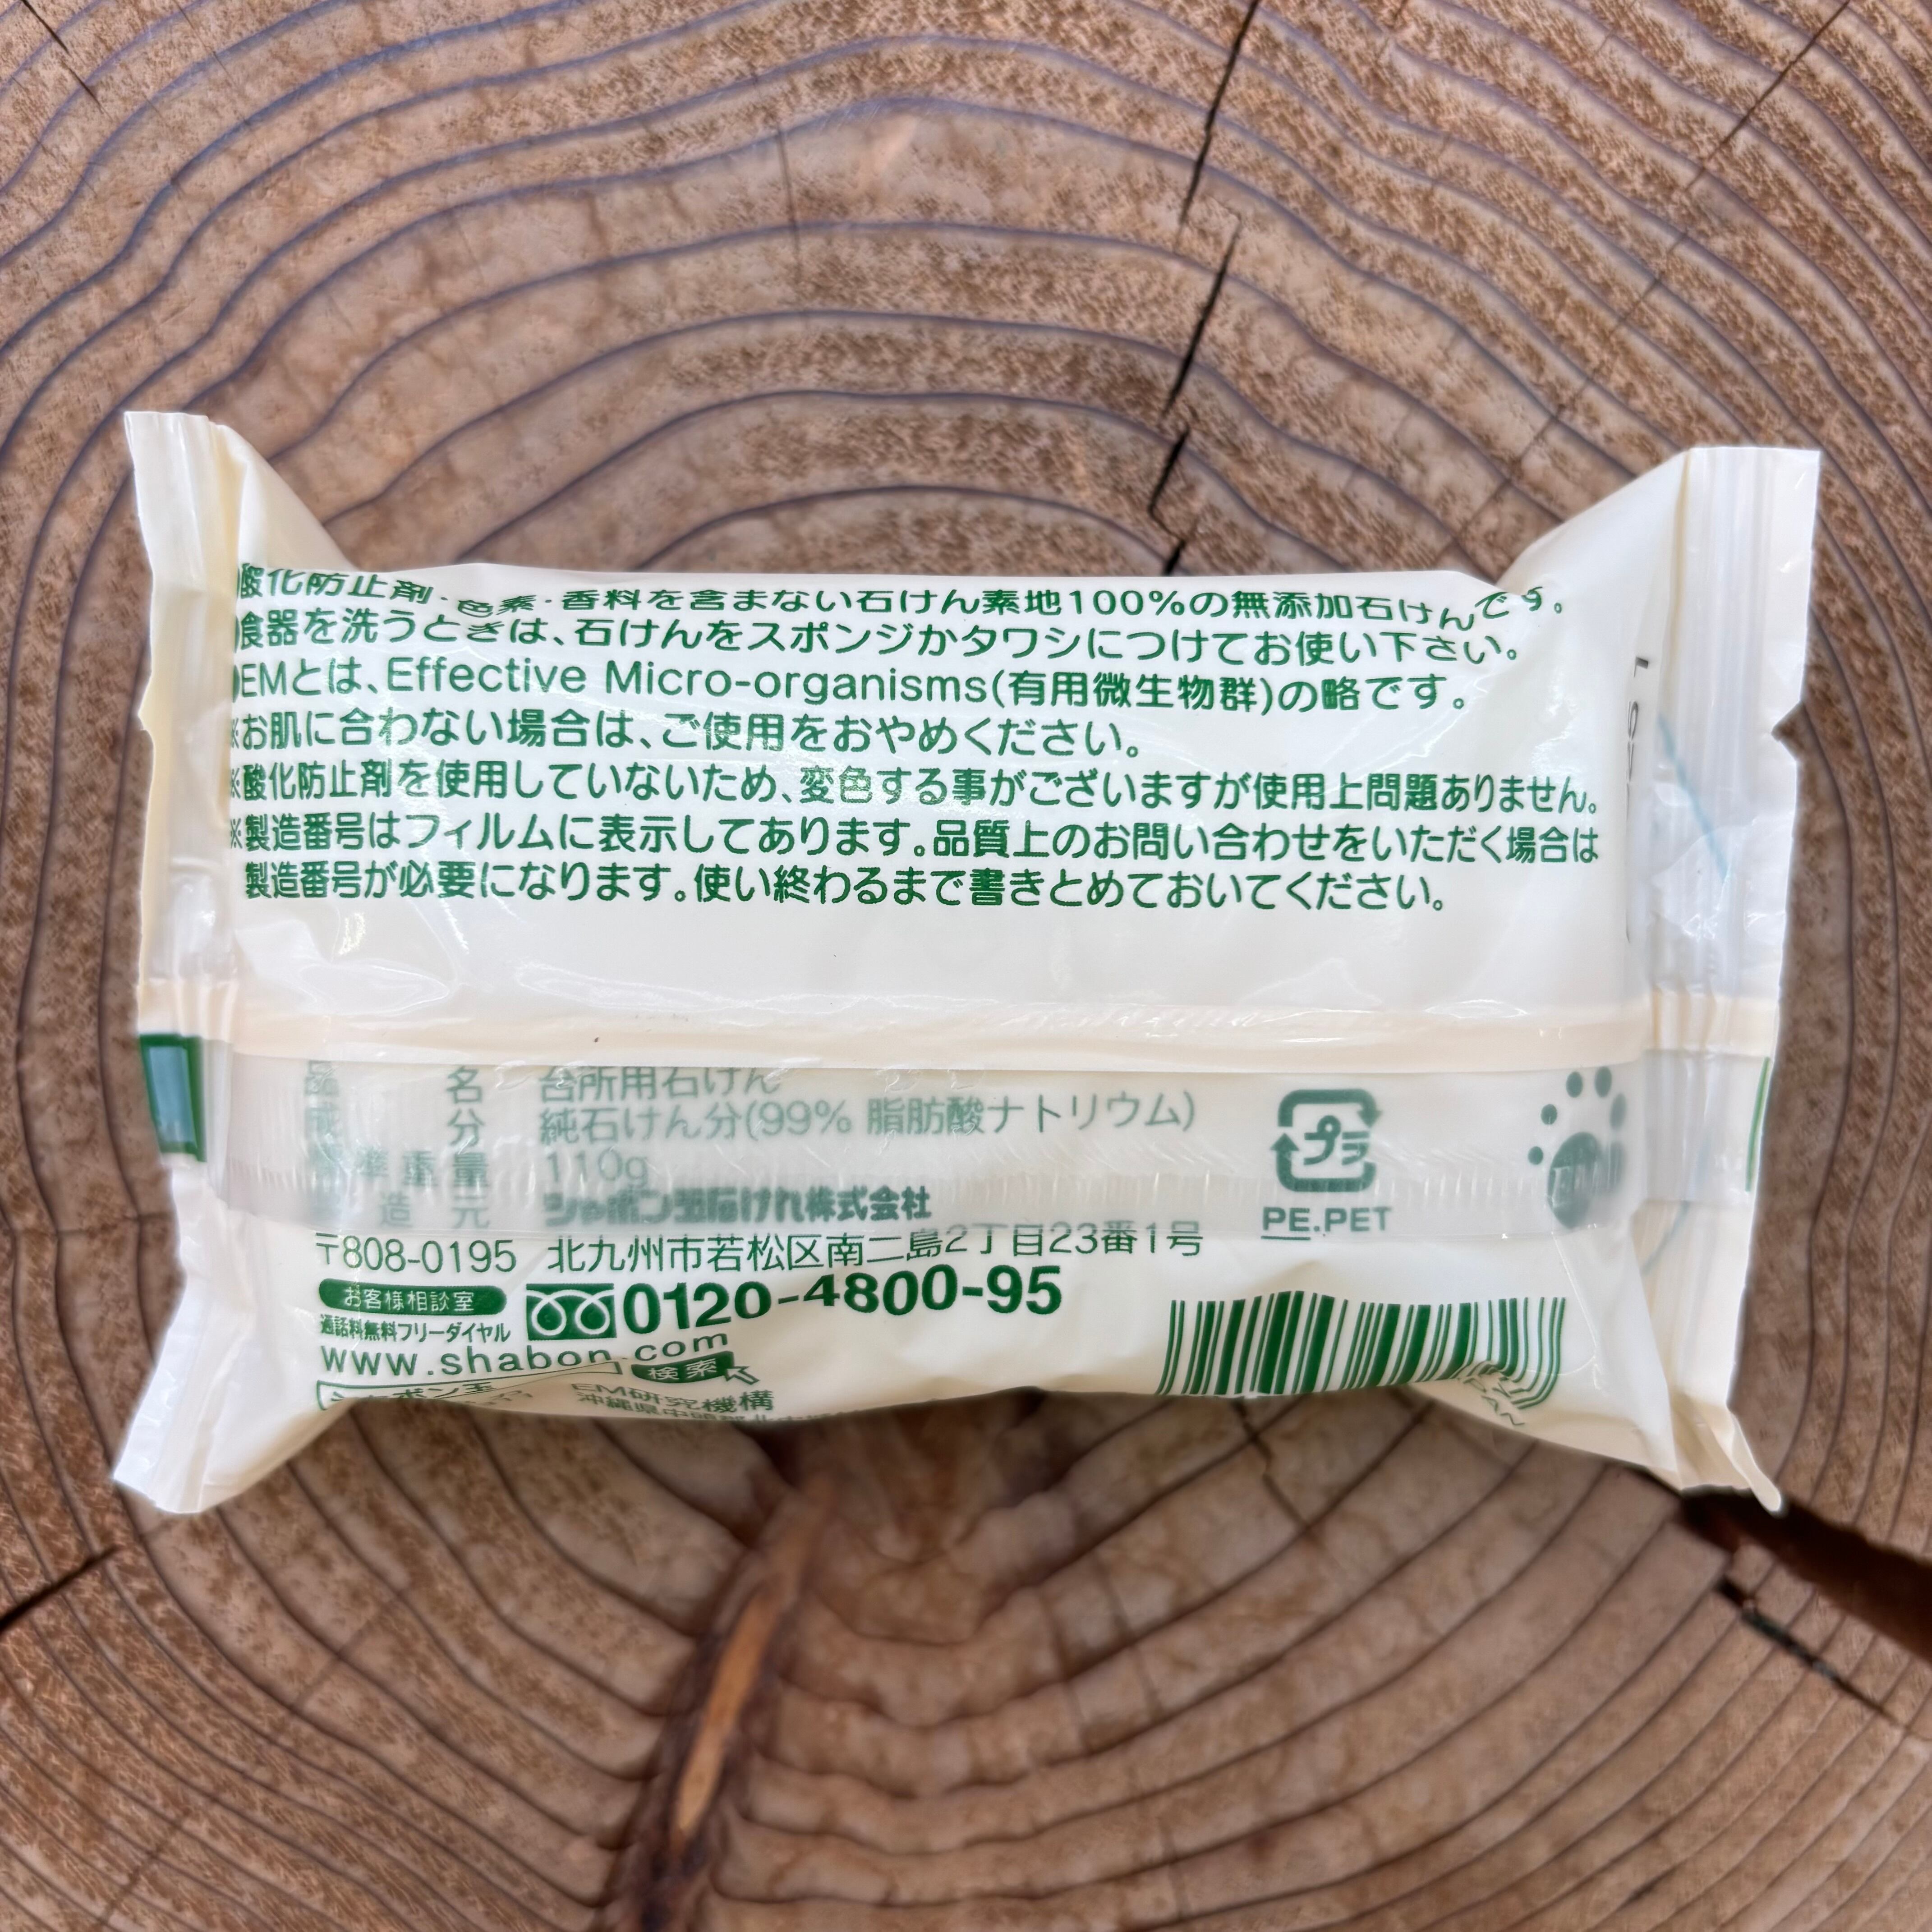 酸化防止剤・色素・香料を含まない石けん素地100%の無添加石けんです。
食器を洗うときは、石けんをスポンジかタワシにつけてお使い下さい。
EMとは、Effective Micro-organisms(有用微生物群)の略です。
※お肌に合わない場合は、ご使用をおやめください。
※酸化防止剤を使用していないため、変色する事がございますが使用上問題ありません。
※製造番号はフィルムに表示してあります。品質上のお問い合わせをいただく場合は
製造番号が必要になります。使い終わるまで書きとめておいてください。
品名 台所用石けん
成分 純石けん分(99% 脂肪酸ナトリウム)
準重量 110g
造元 シャボン玉石けん株式会社
〒808-0195 北九州市若松区南二島2丁目23番1号
お客様相談室
通話料無料フリーダイヤル
0120-4800-95
www.shabon.com
シャボン玉 検索
EM研究機構
プラ
PE.PET